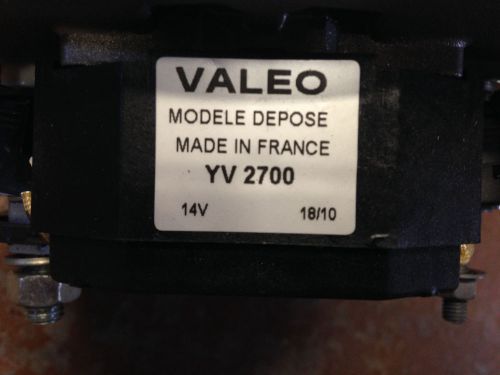 VALEO
MODELE DEPOSE
MADE IN FRANCE
YV 2700
14V 18/10